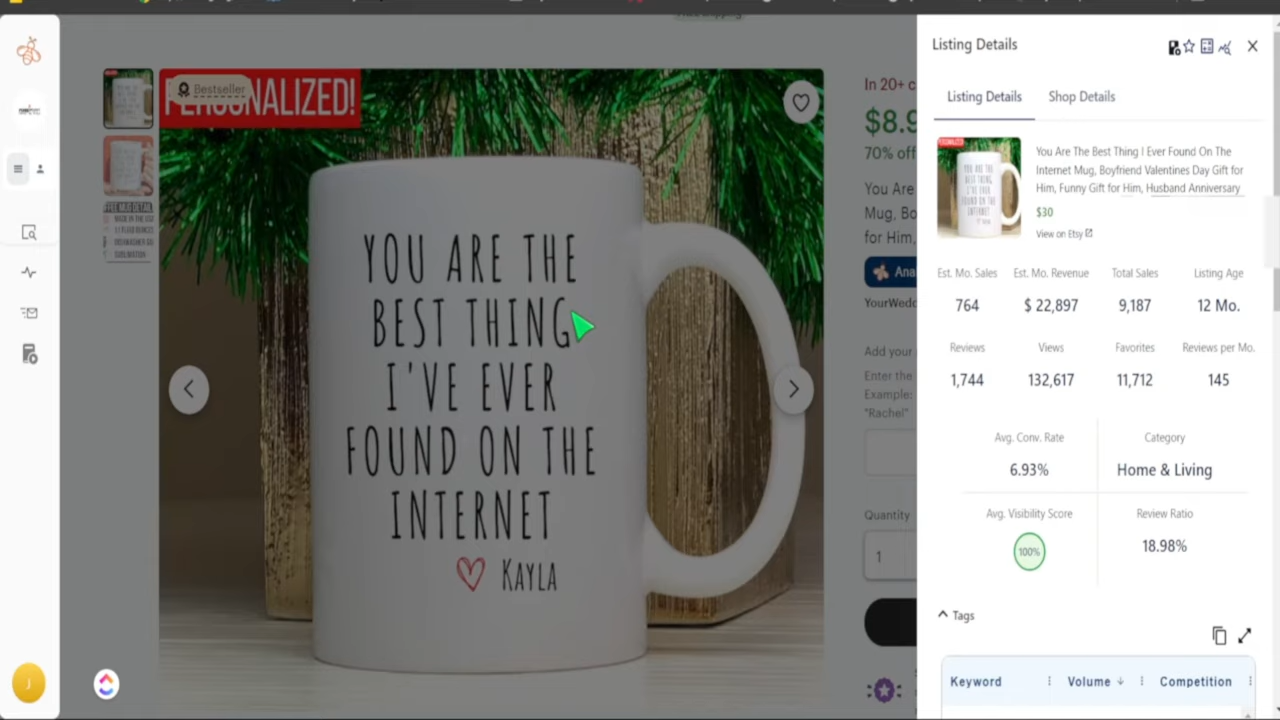 Bestseller
PERSONALIZED!
YOU ARE THE
BEST THING
I'VE EVER
FOUND ON THE
INTERNET
KAYLA
In 20+ c
$8.9
70% off
You Are
Mug, Bo
for Him,
Ana
YourWedd
Add your
Enter the
Example:
"Rachel"
Quantity
1
J
Listing Details
Listing Details
Shop Details
You Are The Best Thing I Ever Found On The
Internet Mug, Boyfriend Valentines Day Gift for
Him, Funny Gift for Him, Husband Anniversary
$30
View on Etsy
Est. Mo. Sales
Est. Mo. Revenue
Total Sales
Listing Age
764
$ 22,897
9,187
12 Mo.
Reviews
Views
Favorites
Reviews per Mo.
1,744
132,617
11,712
145
Avg. Conv. Rate
Category
6.93%
Home & Living
Avg. Visibility Score
Review Ratio
100%
18.98%
Tags
Keyword
Volume
Competition